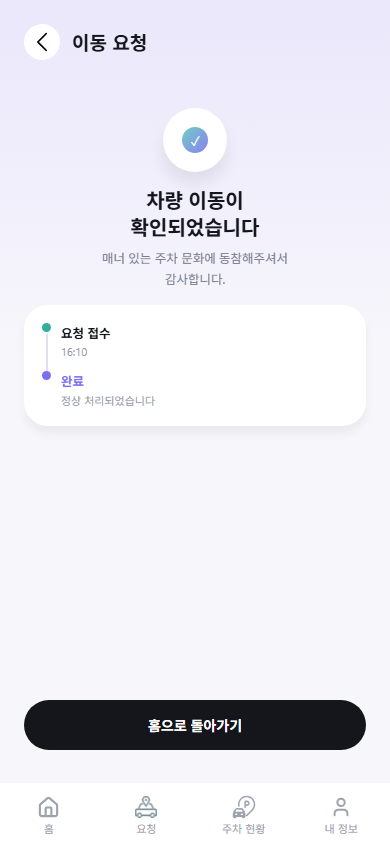 이동 요청
차량 이동이
확인되었습니다
매너 있는 주차 문화에 동참해주셔서
감사합니다.
요청 접수
16:10
완료
정상 처리되었습니다
홈으로 돌아가기
P
홈 요청 주차 현황 내 정보